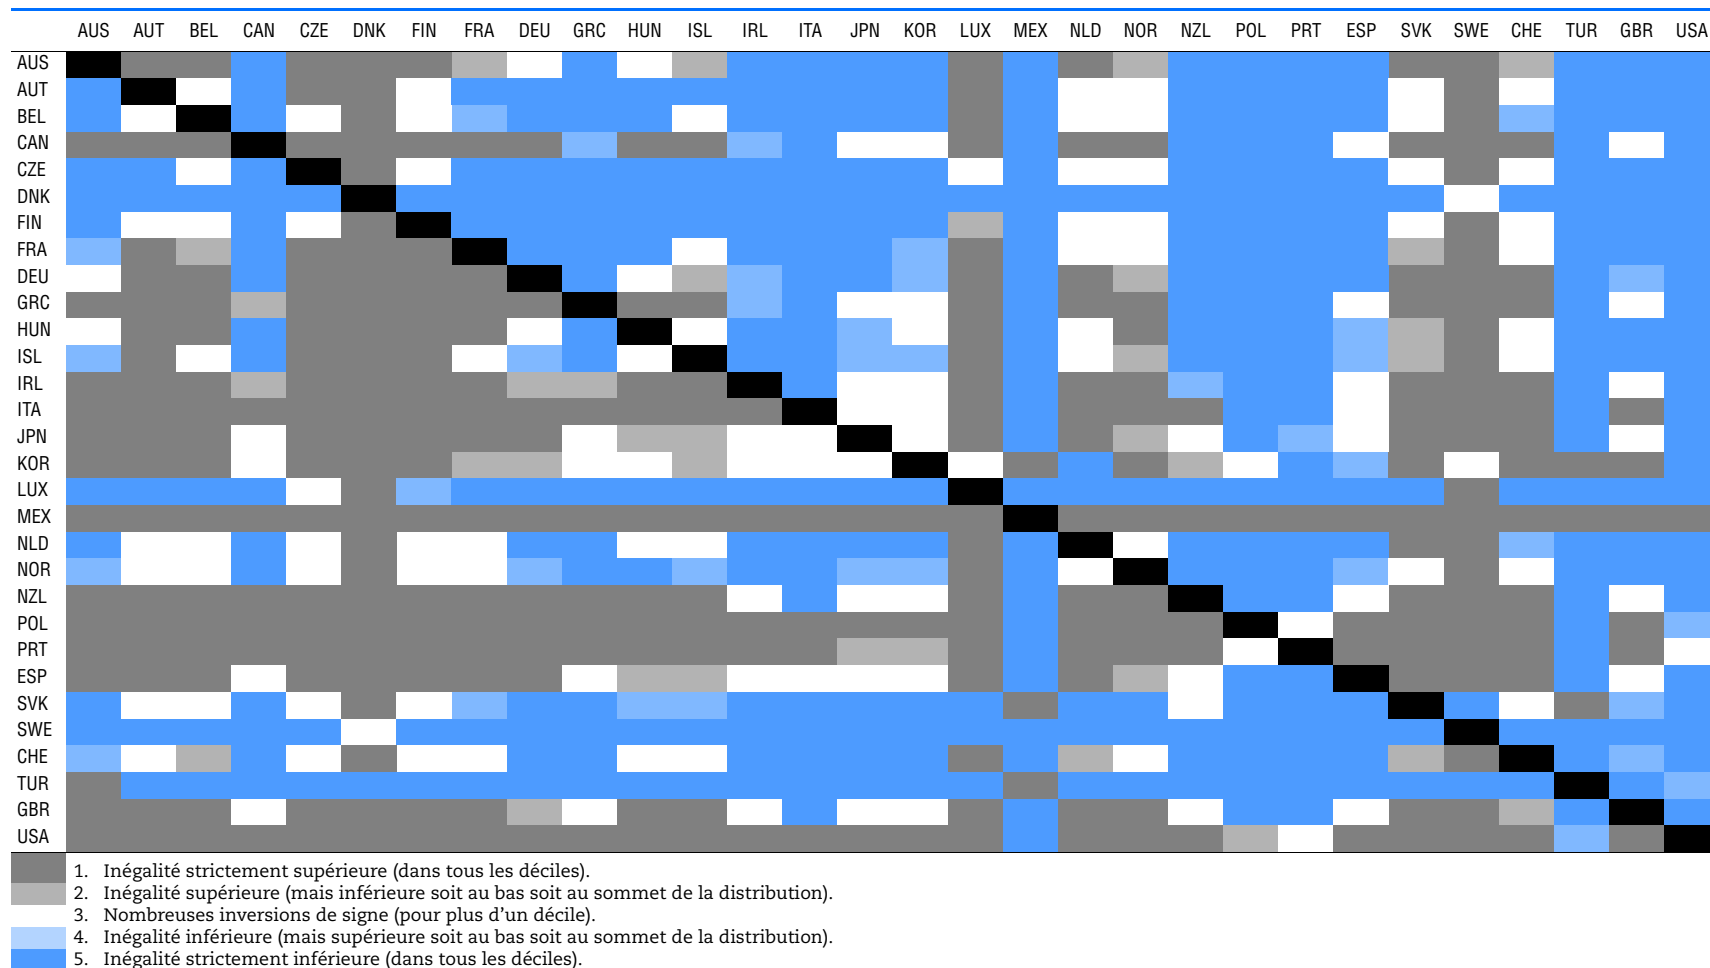 AUS AUT BEL CAN CZE DNK FIN FRA DEU GRC HUN ISL IRL ITA JPN KOR LUX MEX NLD NOR NZL POL PRT ESP SVK SWE CHE TUR GBR USA
AUS
AUT
BEL
CAN
CZE
DNK
FIN
FRA
DEU
GRC
HUN
ISL
IRL
ITA
JPN
KOR
LUX
MEX
NLD
NOR
NZL
POL
PRT
ESP
SVK
SWE
CHE
TUR
GBR
USA
1. Inégalité strictement supérieure (dans tous les déciles).
2. Inégalité supérieure (mais inférieure soit au bas soit au sommet de la distribution).
3. Nombreuses inversions de signe (pour plus d'un décile).
4. Inégalité inférieure (mais supérieure soit au bas soit au sommet de la distribution).
5. Inégalité strictement inférieure (dans tous les déciles).